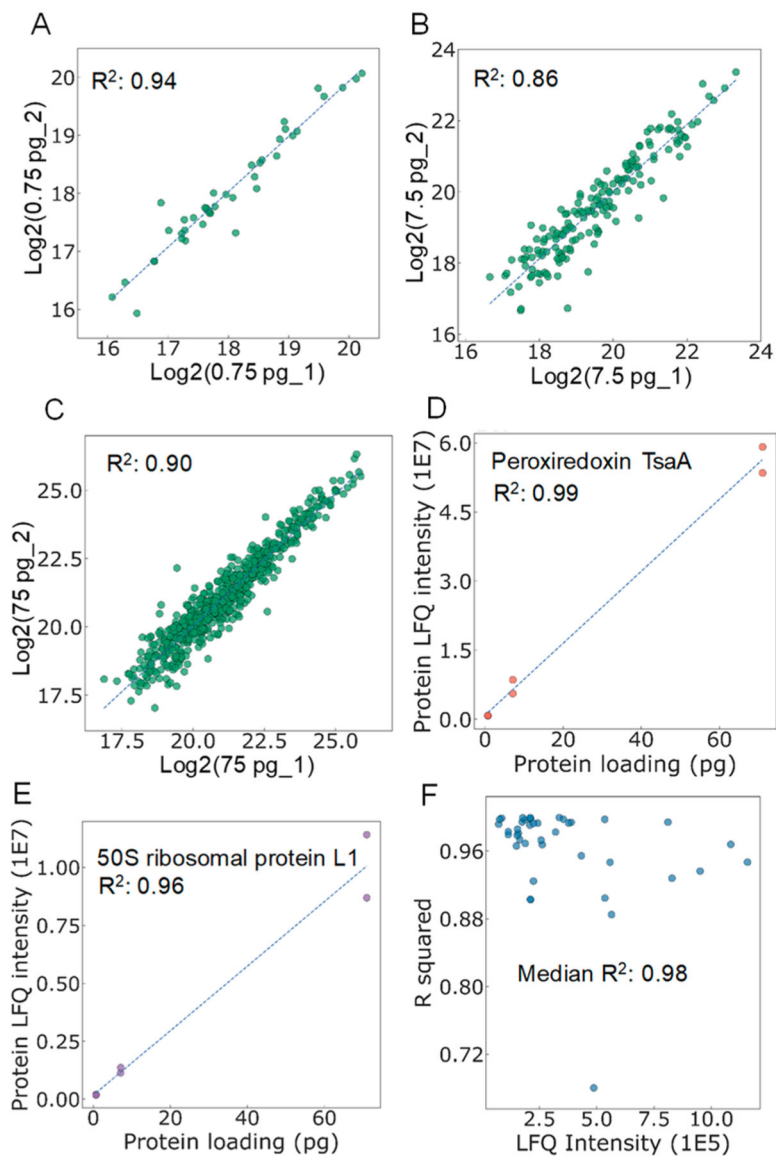 A
R²: 0.94
20
19
18
17
16
Log2(0.75 pg_2)
16 17 18 19 20
Log2(0.75 pg_1)
B
R²: 0.86
24
22
20
18
16
Log2(7.5 pg_2)
16 18 20 22 24
Log2(7.5 pg_1)
C
R²: 0.90
25.0
22.5
20.0
17.5
Log2(75 pg_2)
17.5 20.0 22.5 25.0
Log2(75 pg_1)
D
Peroxiredoxin TsaA
R²: 0.99
6.0
4.5
3.0
1.5
0.0
Protein LFQ intensity (1E7)
0 20 40 60
Protein loading (pg)
E
50S ribosomal protein L1
R²: 0.96
1.00
0.75
0.50
0.25
0.00
Protein LFQ intensity (1E7)
0 20 40 60
Protein loading (pg)
F
0.96
0.88
0.80
0.72
R squared
Median R²: 0.98
2.5 5.0 7.5 10.0
LFQ Intensity (1E5)